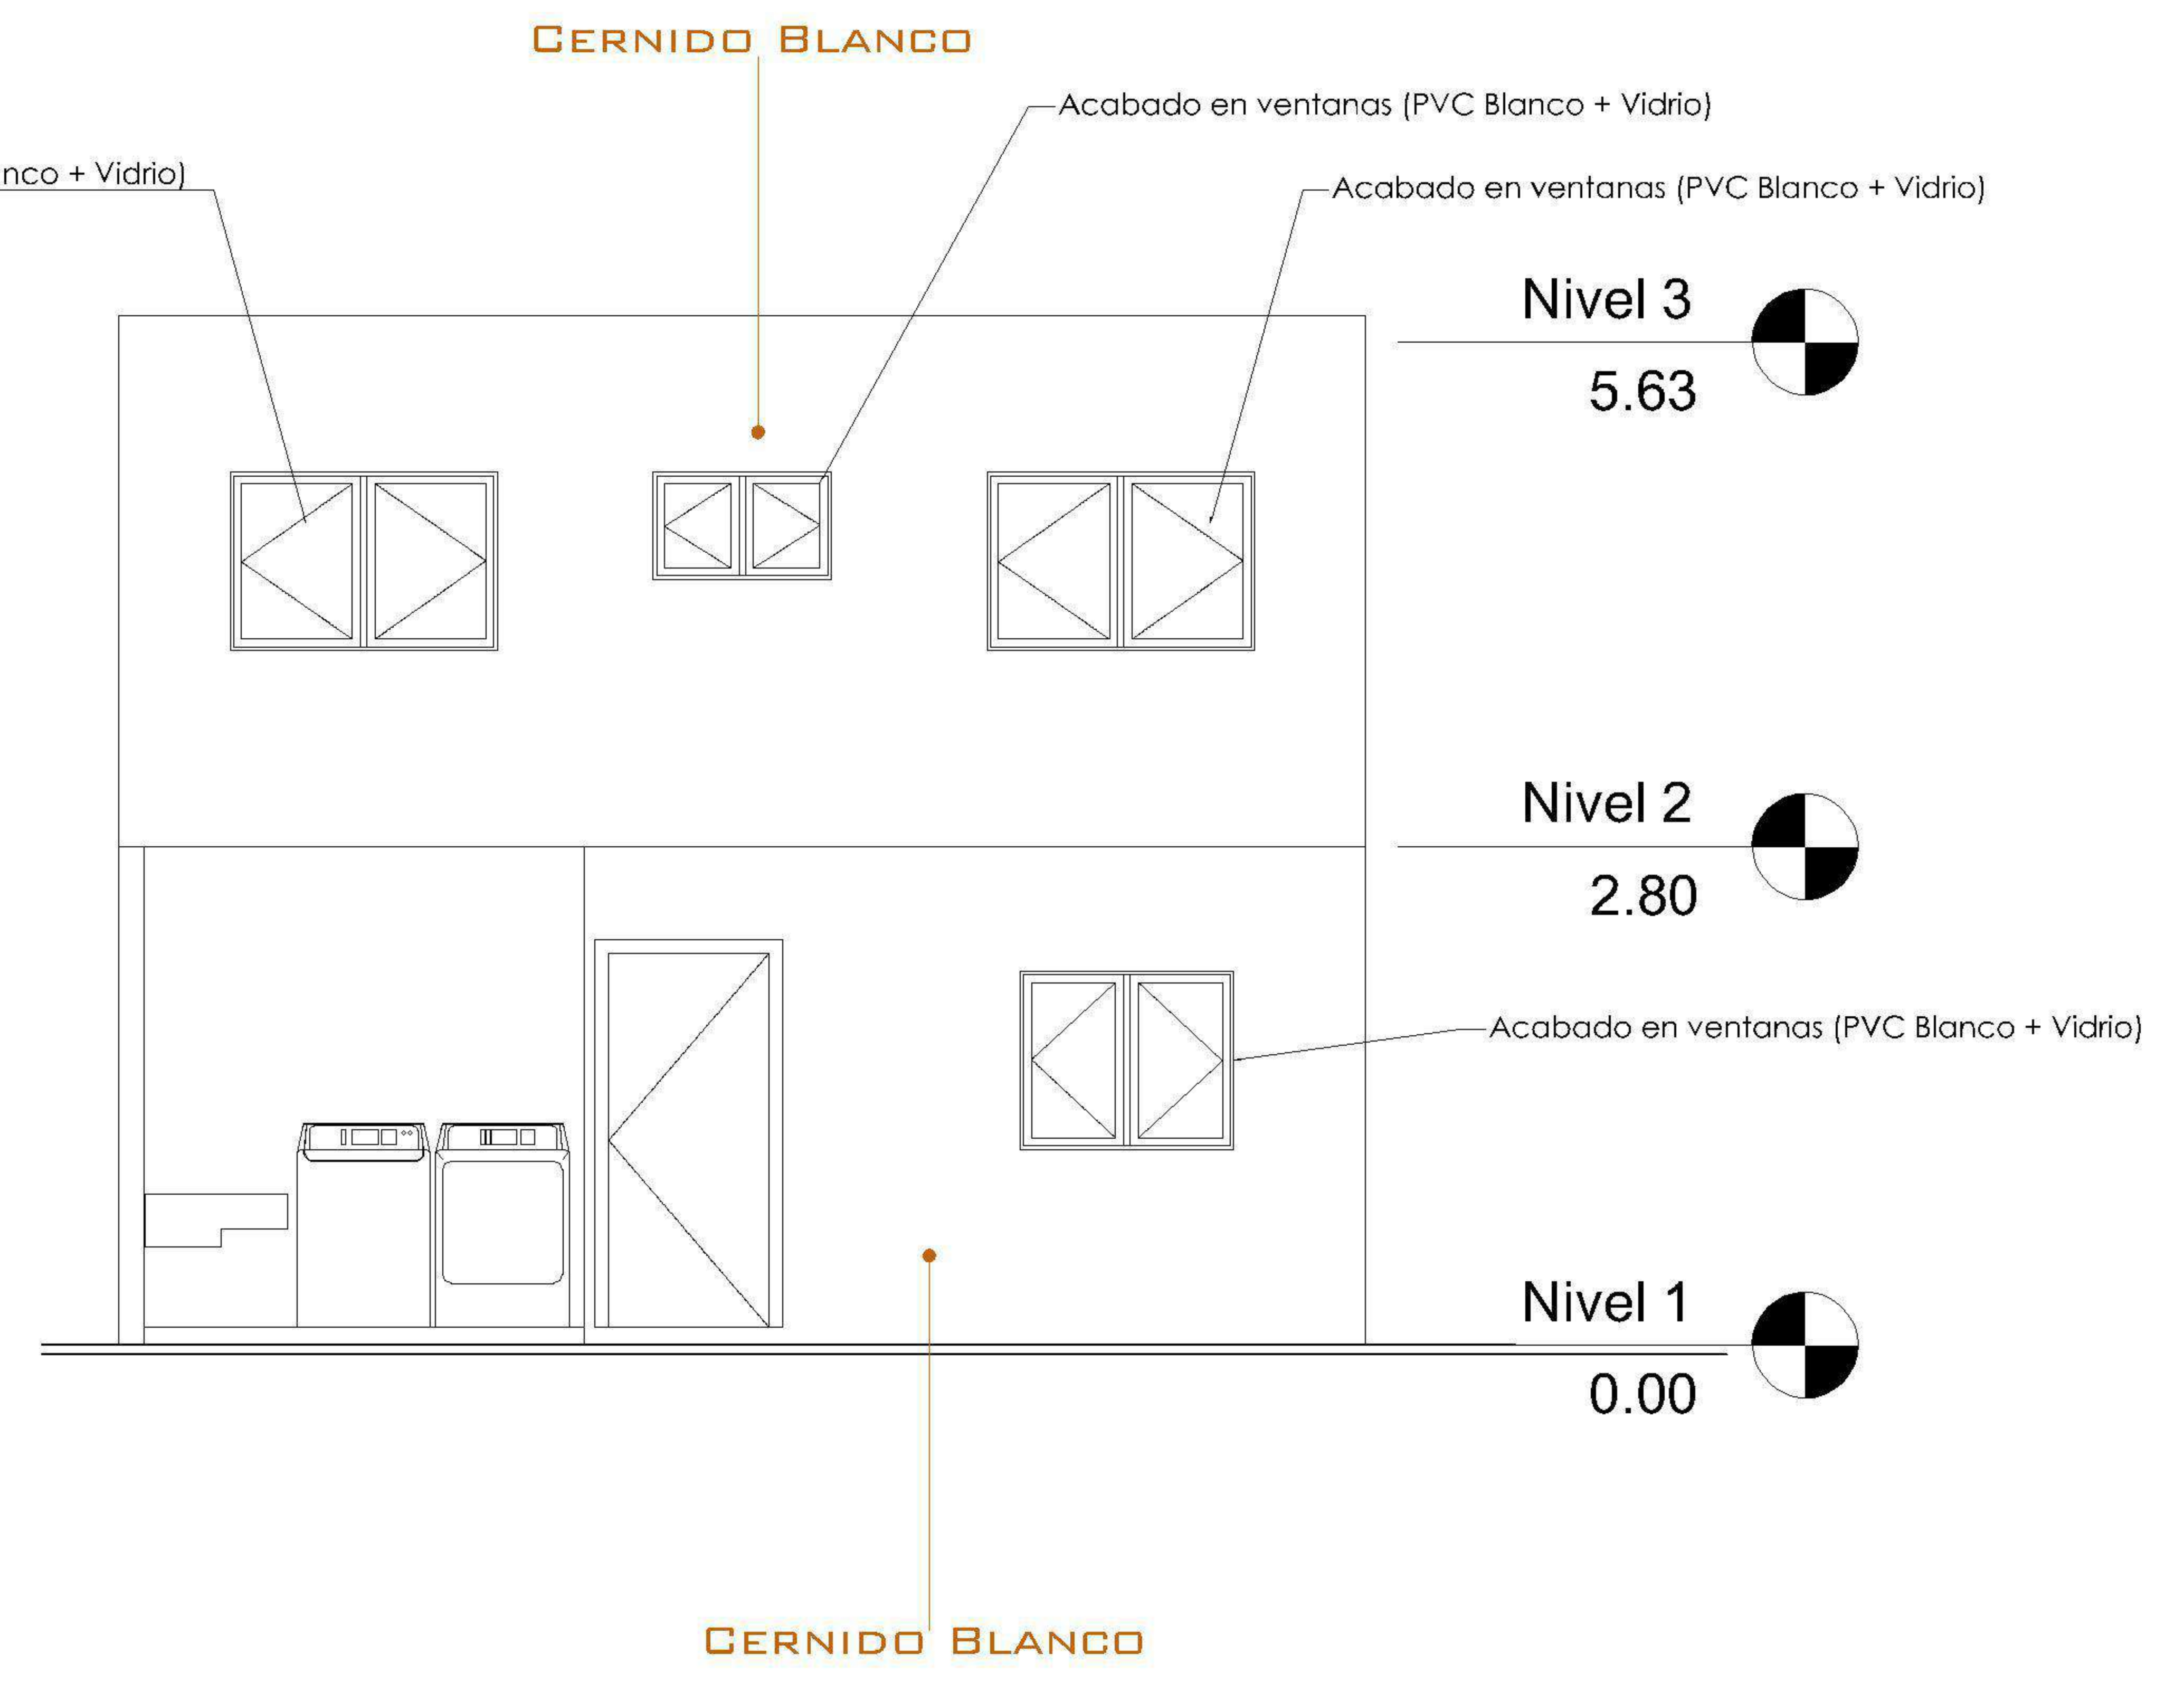 CERNIDO BLANCO
Acabado en ventanas (PVC Blanco + Vidrio)
nco + Vidrio)
Acabado en ventanas (PVC Blanco + Vidrio)
Nivel 3
5.63
Nivel 2
2.80
Acabado en ventanas (PVC Blanco + Vidrio)
Nivel 1
0.00
CERNIDO BLANCO